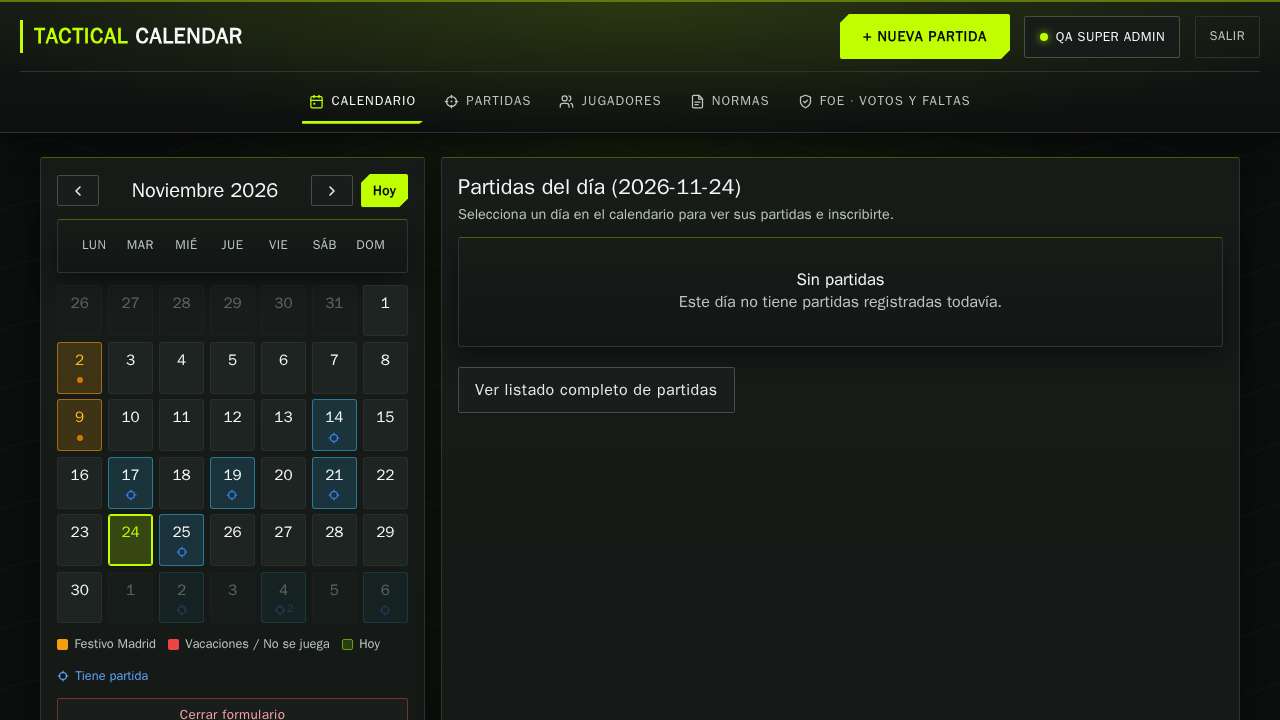 TACTICAL CALENDAR
+ NUEVA PARTIDA
QA SUPER ADMIN
SALIR
CALENDARIO
PARTIDAS
JUGADORES
NORMAS
FOE · VOTOS Y FALTAS
Noviembre 2026
Hoy
LUN MAR MIÉ JUE VIE SÁB DOM
26 27 28 29 30 31 1
2 3 4 5 6 7 8
9 10 11 12 13 14 15
16 17 18 19 20 21 22
23 24 25 26 27 28 29
30 1 2 3 4 5 6
2
Festivo Madrid
Vacaciones / No se juega
Hoy
Tiene partida
Cerrar formulario
Partidas del día (2026-11-24)
Selecciona un día en el calendario para ver sus partidas e inscribirte.
Sin partidas
Este día no tiene partidas registradas todavía.
Ver listado completo de partidas